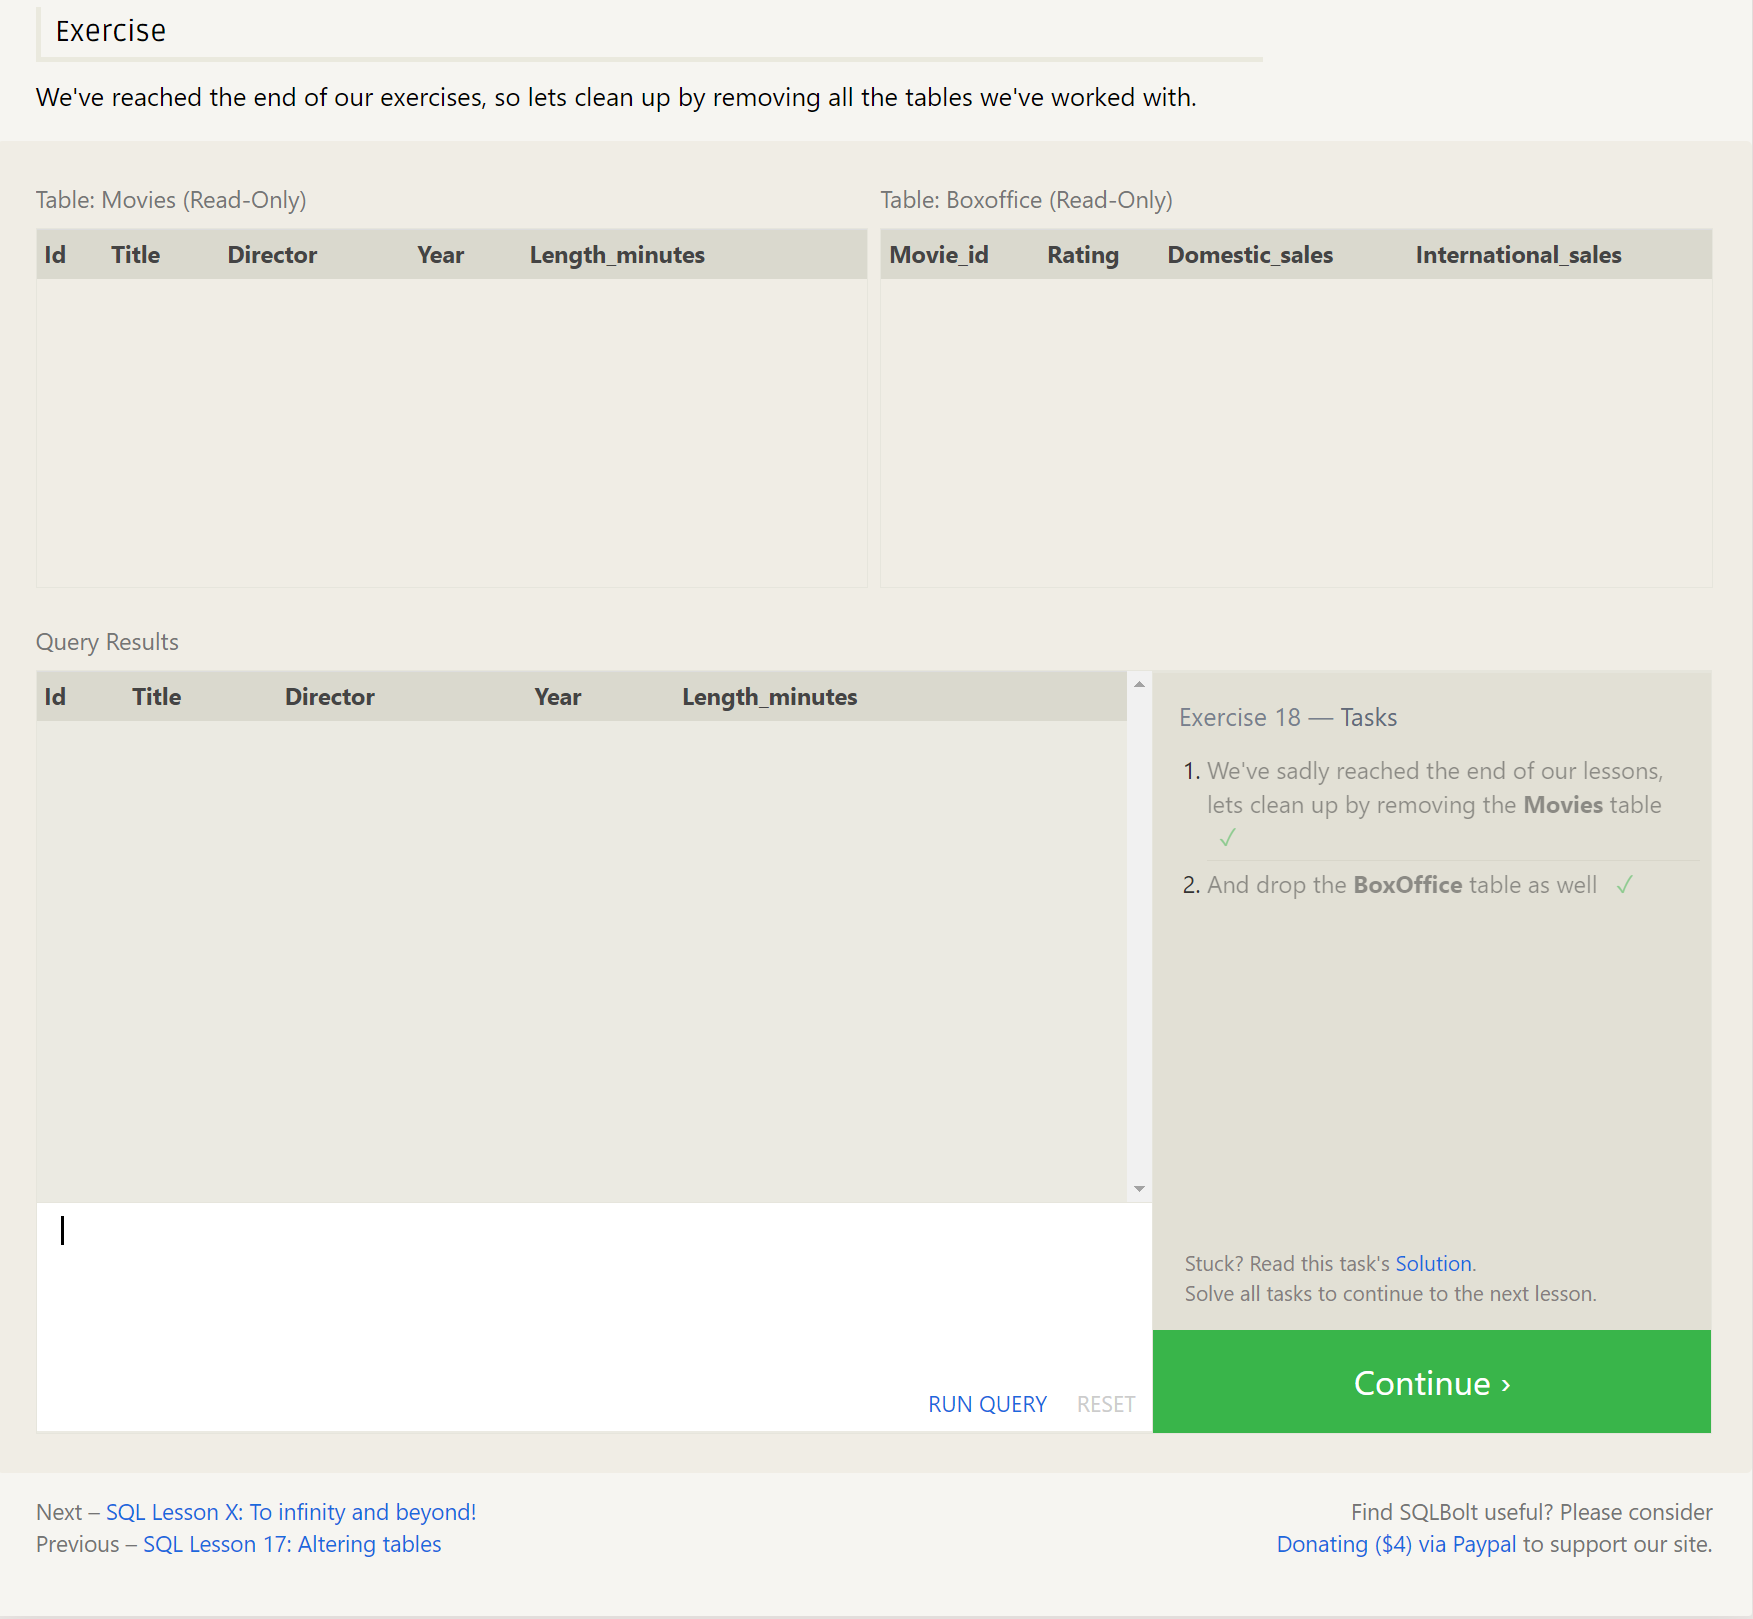 Exercise
We've reached the end of our exercises, so lets clean up by removing all the tables we've worked with.
Table: Movies (Read-Only)
Id Title Director Year Length_minutes
Table: Boxoffice (Read-Only)
Movie_id Rating Domestic_sales International_sales
Query Results
Id Title Director Year Length_minutes
Exercise 18 — Tasks
1. We've sadly reached the end of our lessons,
lets clean up by removing the Movies table
✓
2. And drop the BoxOffice table as well ✓
Stuck? Read this task's Solution.
Solve all tasks to continue to the next lesson.
RUN QUERY RESET
Continue ›
Next – SQL Lesson X: To infinity and beyond!
Previous – SQL Lesson 17: Altering tables
Find SQLBolt useful? Please consider
Donating ($4) via Paypal to support our site.